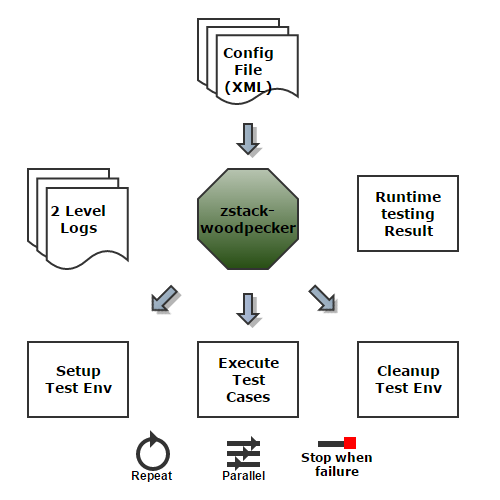 Config
File
(XML)
2 Level
Logs
zstack-
woodpecker
Runtime
testing
Result
Setup
Test Env
Execute
Test
Cases
Cleanup
Test Env
Repeat
Parallel
Stop when
failure